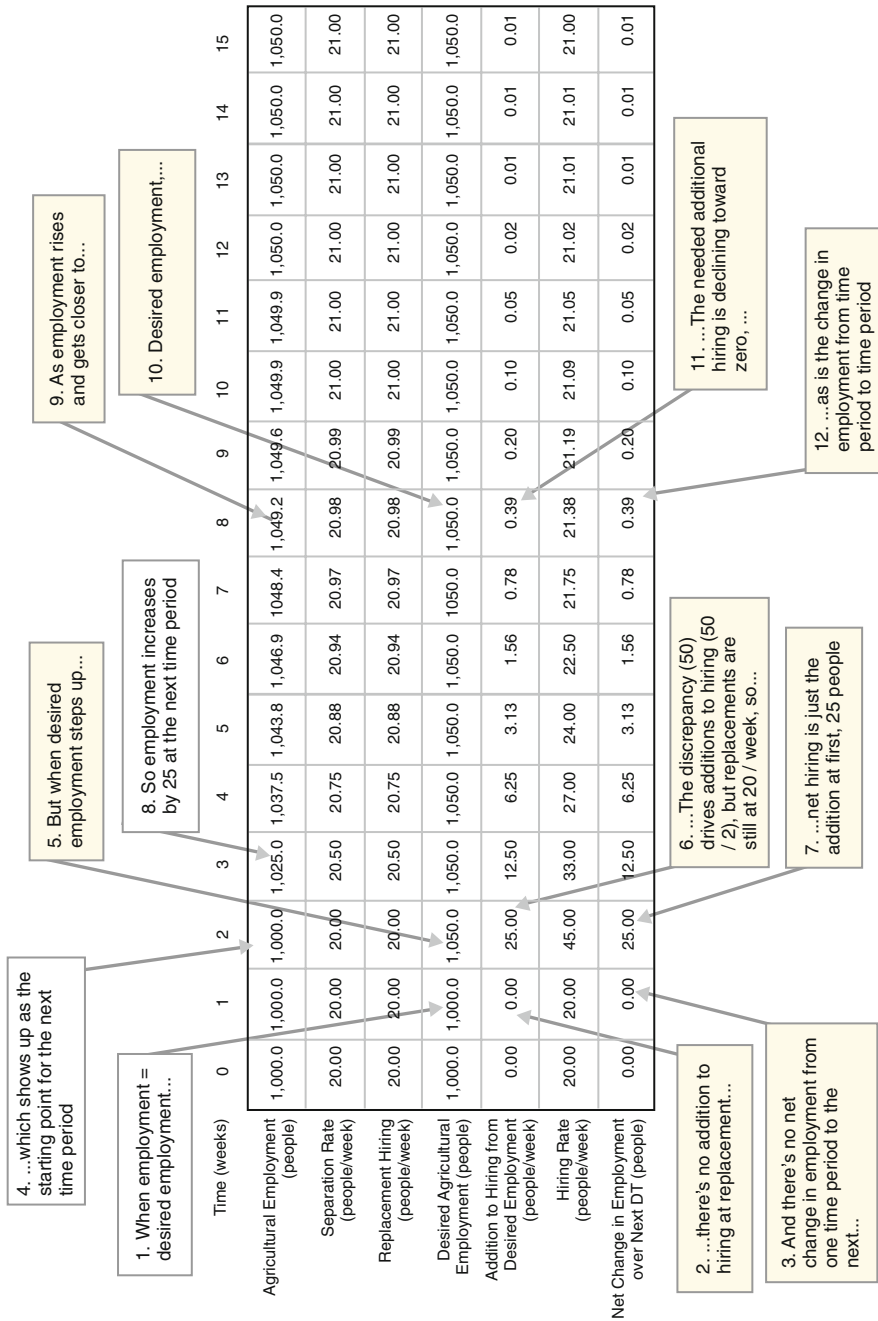 4. ...which shows up as the
starting point for the next
time period
1. When employment =
desired employment...
5. But when desired
employment steps up...
8. So employment increases
by 25 at the next time period
9. As employment rises
and gets closer to...
10. Desired employment,...
Time (weeks) 0 1 2 3 4 5 6 7 8 9 10 11 12 13 14 15
Agricultural Employment
(people) 1,000.0 1,000.0 1,000.0 1,025.0 1,037.5 1,043.8 1,046.9 1048.4 1,049.2 1,049.6 1,049.9 1,049.9 1,050.0 1,050.0 1,050.0 1,050.0
Separation Rate
(people/week) 20.00 20.00 20.00 20.50 20.75 20.88 20.94 20.97 20.98 20.99 21.00 21.00 21.00 21.00 21.00 21.00
Replacement Hiring
(people/week) 20.00 20.00 20.00 20.50 20.75 20.88 20.94 20.97 20.98 20.99 21.00 21.00 21.00 21.00 21.00 21.00
Desired Agricultural
Employment (people) 1,000.0 1,000.0 1,050.0 1,050.0 1,050.0 1,050.0 1,050.0 1050.0 1,050.0 1,050.0 1,050.0 1,050.0 1,050.0 1,050.0 1,050.0 1,050.0
Addition to Hiring from
Desired Employment
(people/week) 0.00 0.00 25.00 12.50 6.25 3.13 1.56 0.78 0.39 0.20 0.10 0.05 0.02 0.01 0.01 0.01
Hiring Rate
(people/week) 20.00 20.00 45.00 33.00 27.00 24.00 22.50 21.75 21.38 21.19 21.09 21.05 21.02 21.01 21.01 21.00
Net Change in Employment
over Next DT (people) 0.00 0.00 25.00 12.50 6.25 3.13 1.56 0.78 0.39 0.20 0.10 0.05 0.02 0.01 0.01 0.01
2. ...there's no addition to
hiring at replacement...
3. And there's no net
change in employment from
one time period to the
next...
6. ...The discrepancy (50)
drives additions to hiring (50
/ 2), but replacements are
still at 20 / week, so...
7. ...net hiring is just the
addition at first, 25 people
11. ...The needed additional
hiring is declining toward
zero, ...
12. ...as is the change in
employment from time
period to time period